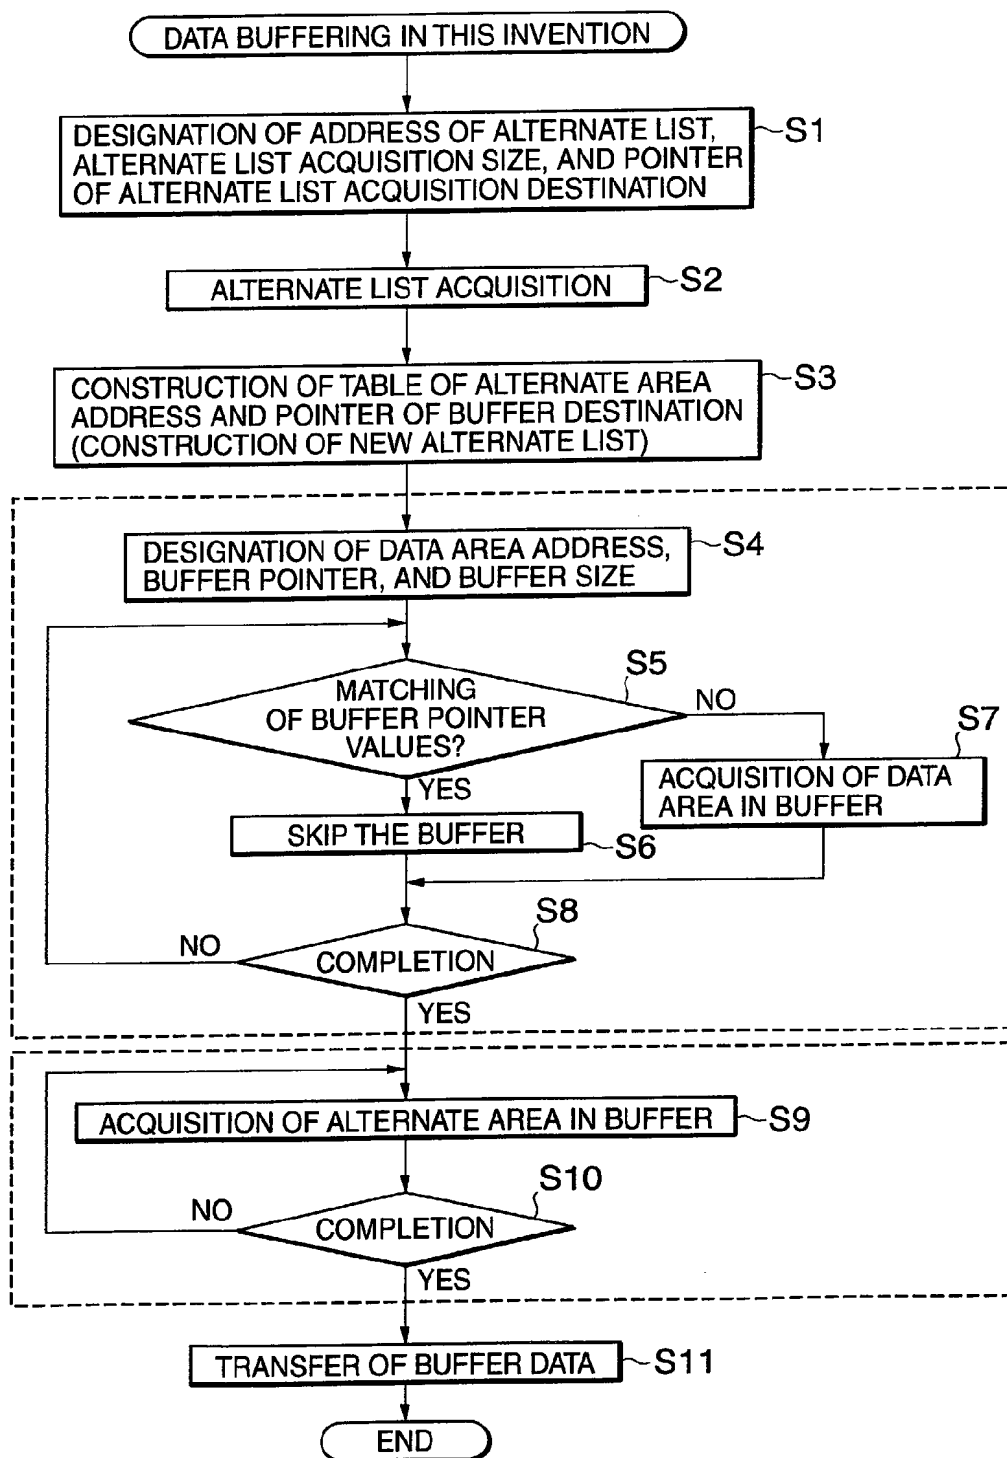 DATA BUFFERING IN THIS INVENTION
DESIGNATION OF ADDRESS OF ALTERNATE LIST,
ALTERNATE LIST ACQUISITION SIZE, AND POINTER
OF ALTERNATE LIST ACQUISITION DESTINATION
S1
ALTERNATE LIST ACQUISITION
S2
CONSTRUCTION OF TABLE OF ALTERNATE AREA
ADDRESS AND POINTER OF BUFFER DESTINATION
(CONSTRUCTION OF NEW ALTERNATE LIST)
S3
DESIGNATION OF DATA AREA ADDRESS,
BUFFER POINTER, AND BUFFER SIZE
S4
MATCHING
OF BUFFER POINTER
VALUES?
S5
NO
YES
S7
ACQUISITION OF DATA
AREA IN BUFFER
SKIP THE BUFFER
S6
S8
NO
COMPLETION
YES
ACQUISITION OF ALTERNATE AREA IN BUFFER
S9
S10
NO
COMPLETION
YES
TRANSFER OF BUFFER DATA
S11
END